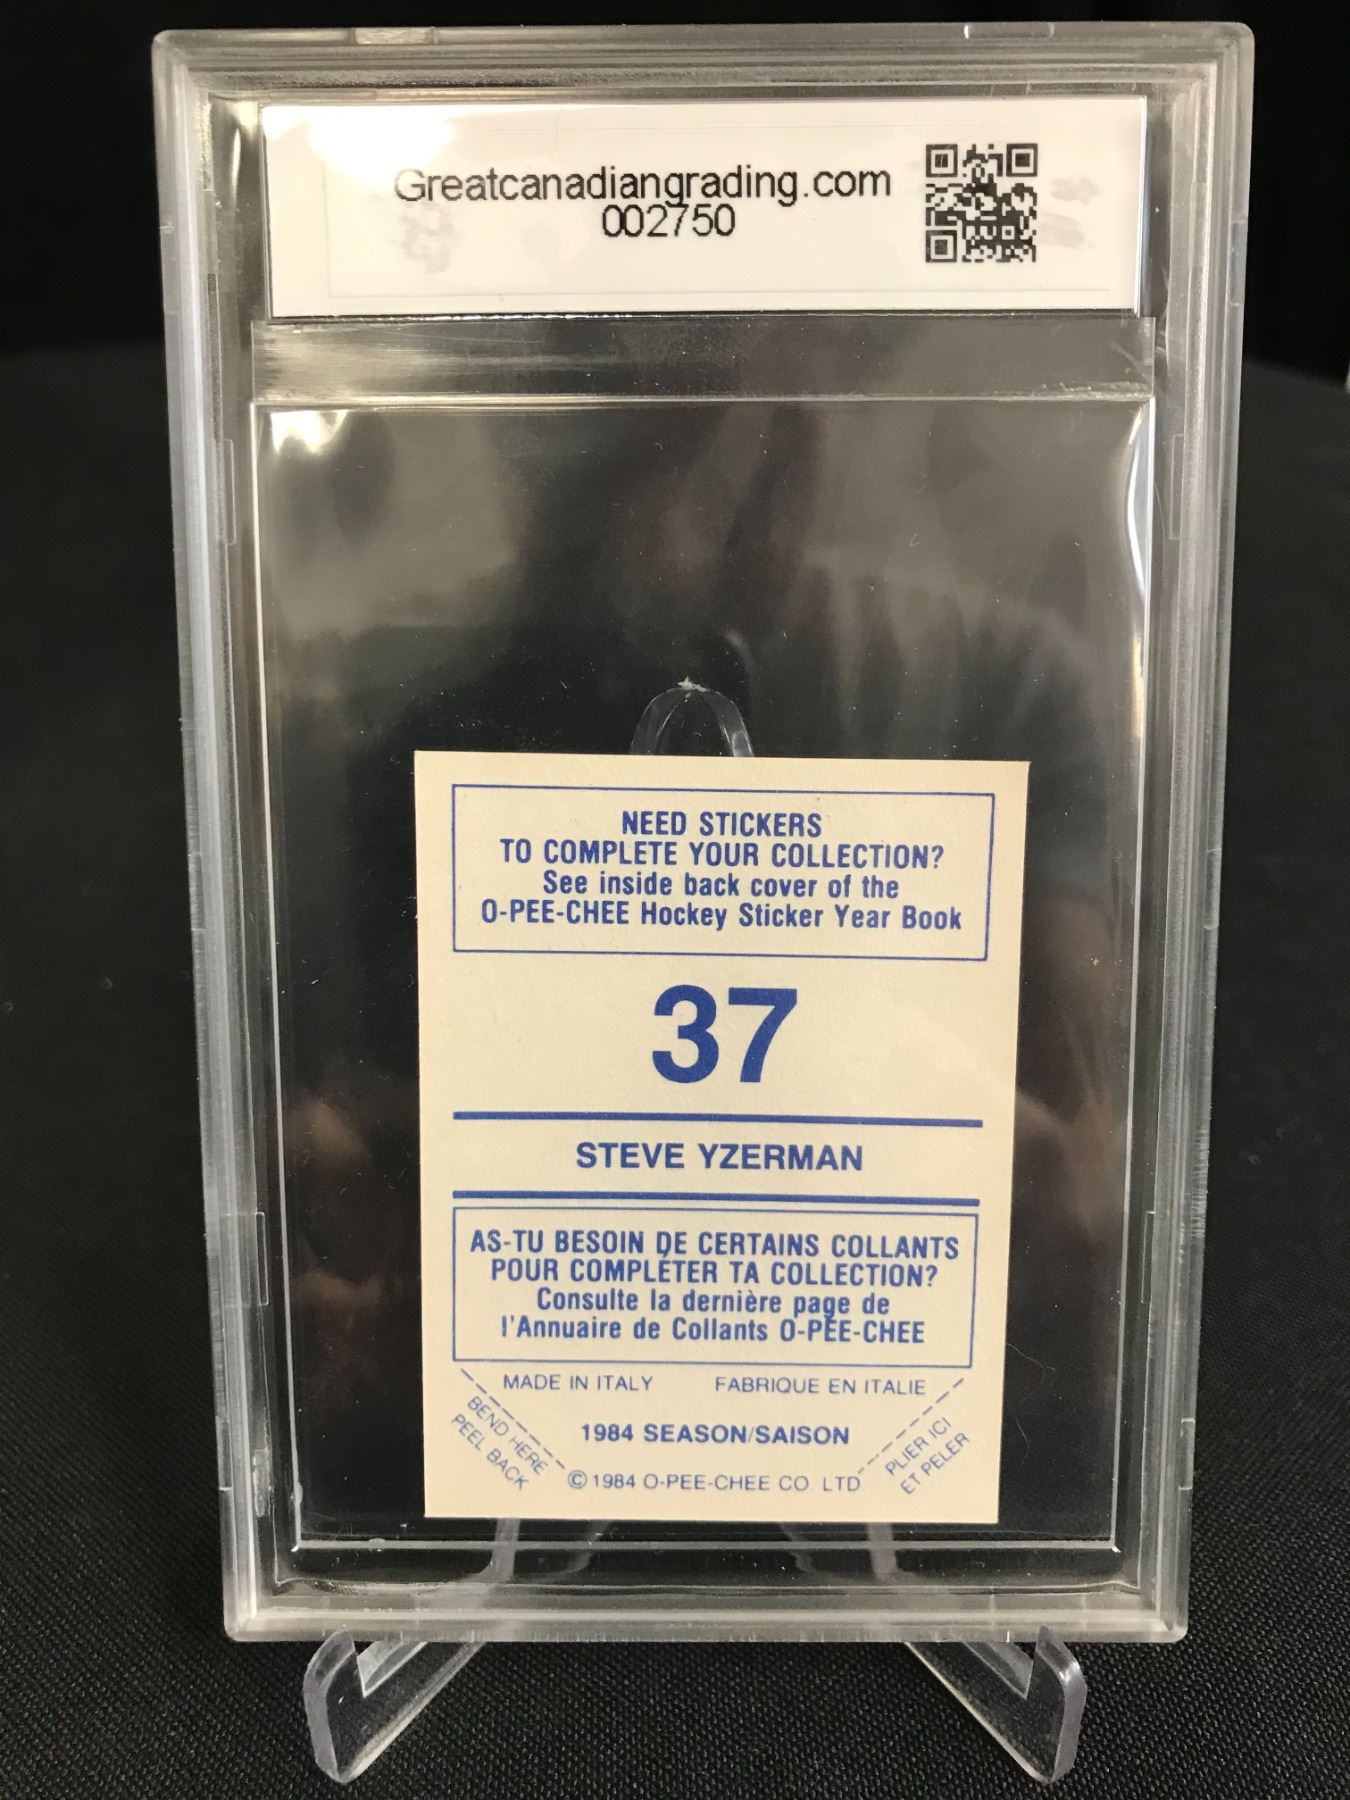 Greatcanadiangrading.com
002750
NEED STICKERS
TO COMPLETE YOUR COLLECTION?
See inside back cover of the
O-PEE-CHEE Hockey Sticker Year Book
37
STEVE YZERMAN
AS-TU BESOIN DE CERTAINS COLLANTS
POUR COMPLÉTER TA COLLECTION?
Consulte la dernière page de
l'Annuaire de Collants O-PEE-CHEE
MADE IN ITALY FABRIQUE EN ITALIE
BEND HERE
PEEL BACK
1984 SEASON/SAISON
© 1984 O-PEE-CHEE CO. LTD
PLIER ICI
ET PELER